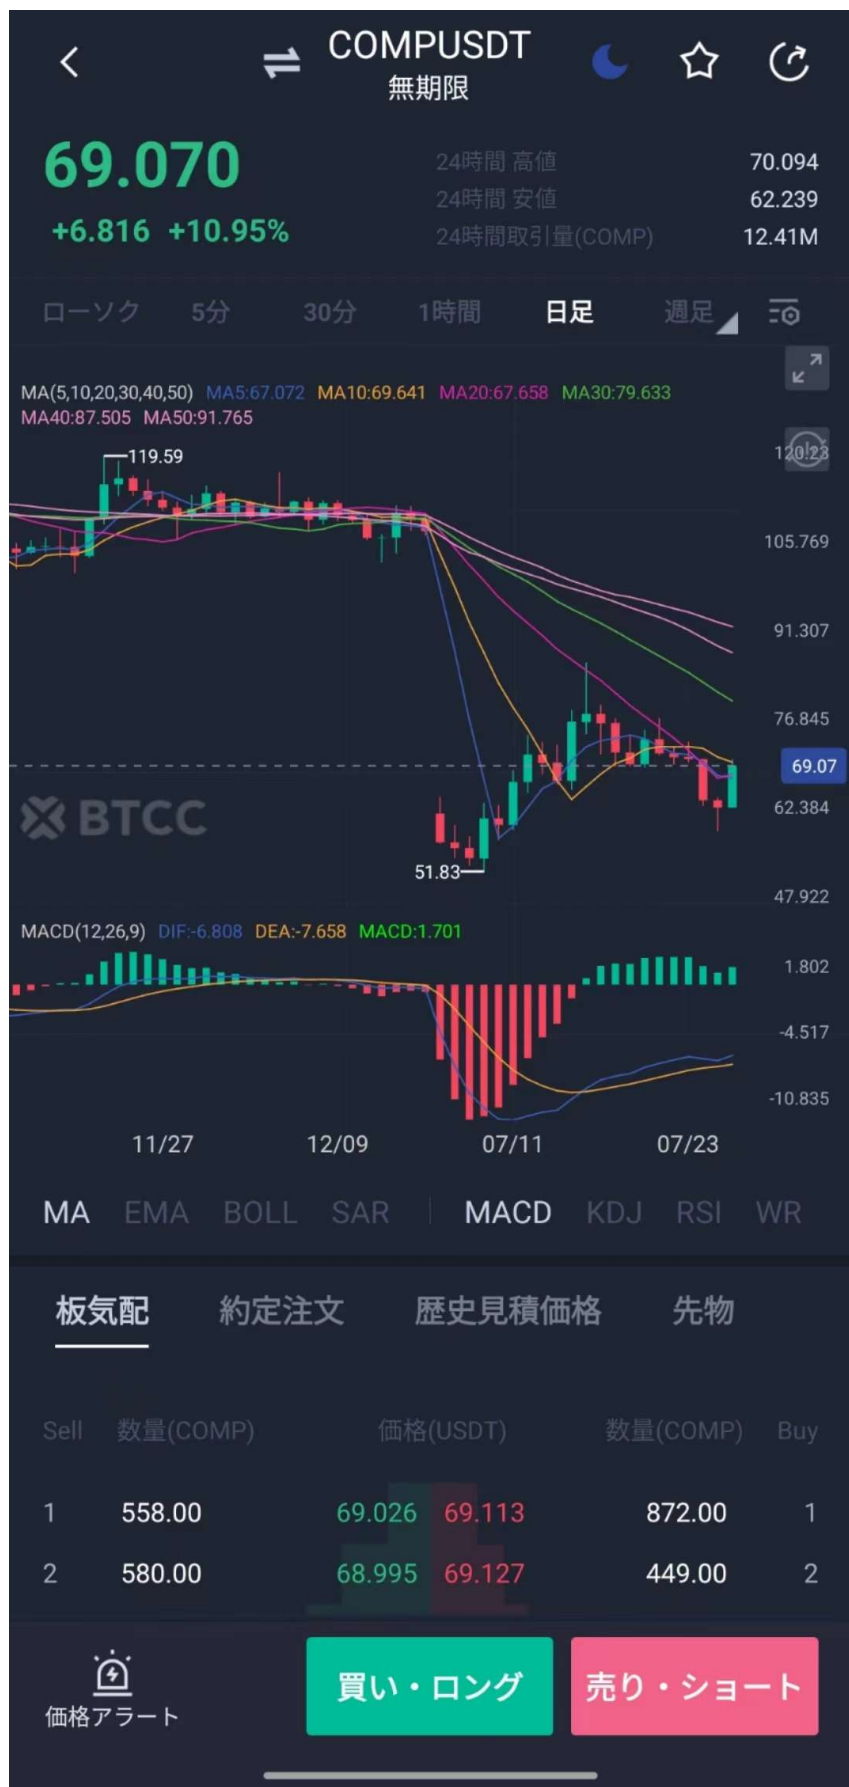 COMPUSDT
無期限
69.070
+6.816 +10.95%
24時間 高値 70.094
24時間 安値 62.239
24時間取引量(COMP) 12.41M
ローソク 5分 30分 1時間 日足 週足
MA(5,10,20,30,40,50) MA5:67.072 MA10:69.641 MA20:67.658 MA30:79.633
MA40:87.505 MA50:91.765
119.59
120.23
105.769
91.307
76.845
69.07
62.384
BTCC
51.83
47.922
MACD(12,26,9) DIF:-6.808 DEA:-7.658 MACD:1.701
1.802
-4.517
-10.835
11/27 12/09 07/11 07/23
MA EMA BOLL SAR MACD KDJ RSI WR
板気配 約定注文 歴史見積価格 先物
Sell 数量(COMP) 価格(USDT) 数量(COMP) Buy
1 558.00 69.026 69.113 872.00 1
2 580.00 68.995 69.127 449.00 2
価格アラート
買い・ロング
売り・ショート